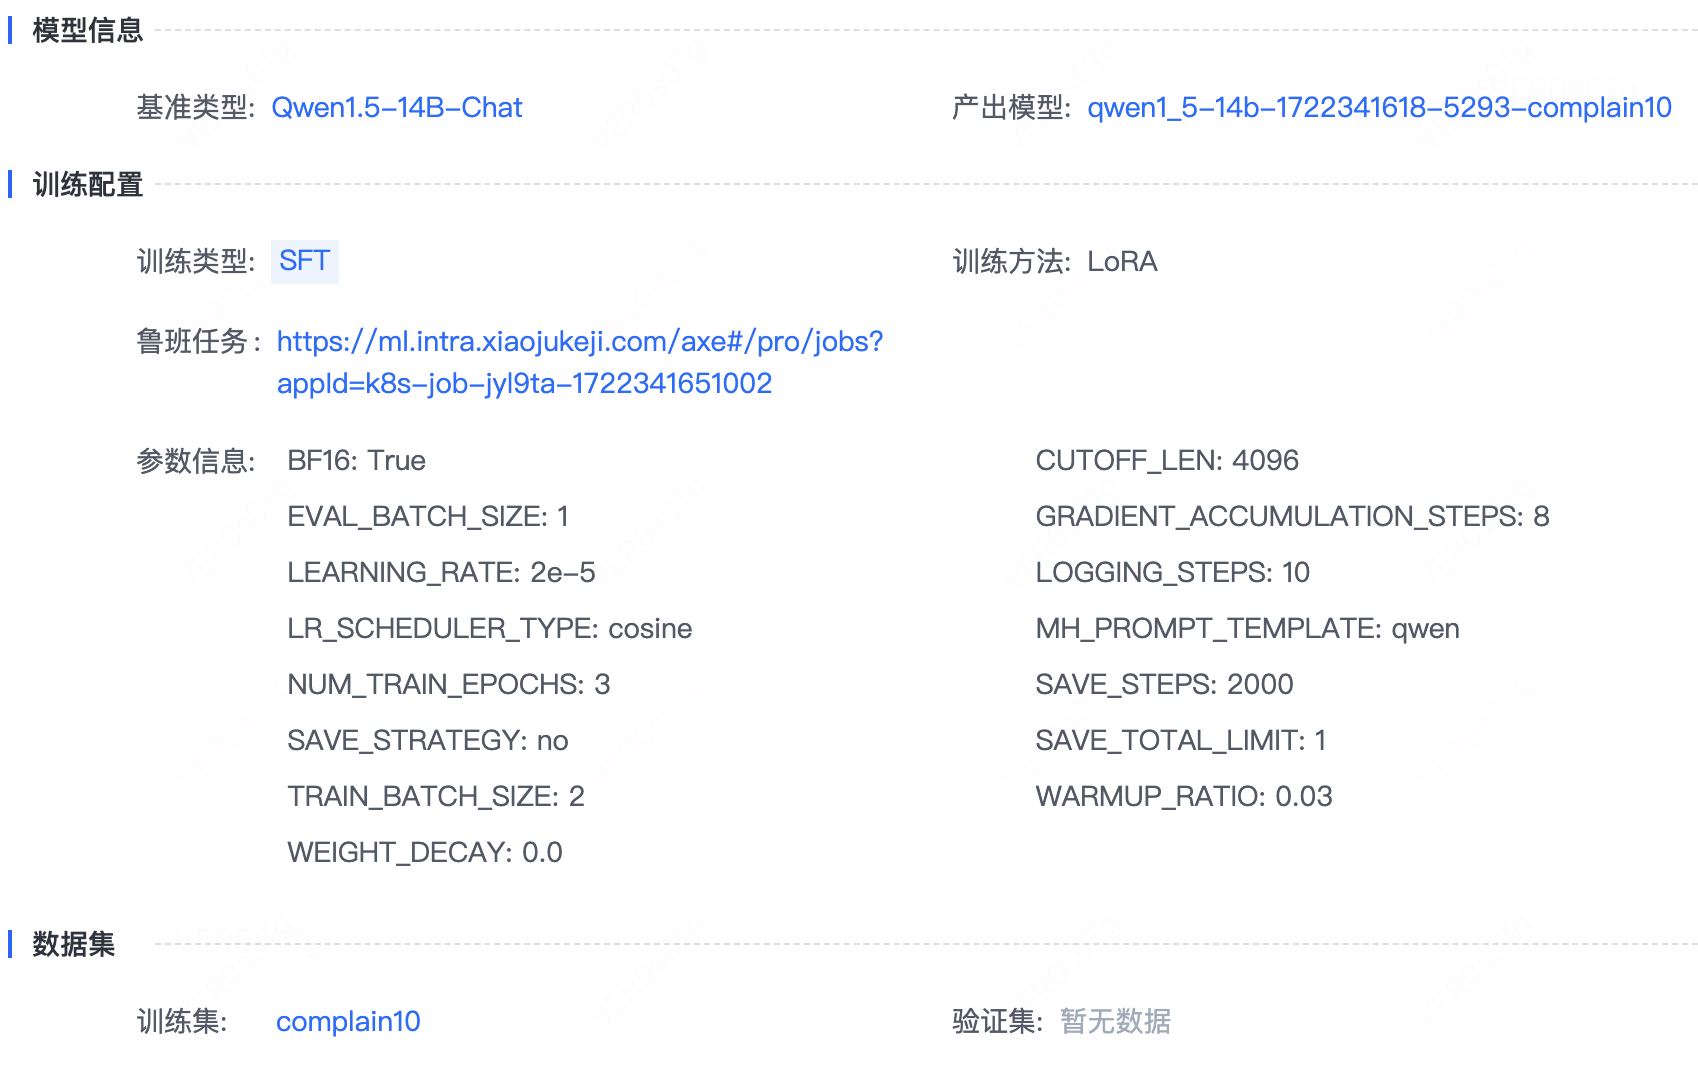 模型信息
基准类型: Qwen1.5-14B-Chat
产出模型: qwen1_5-14b-1722341618-5293-complain10
训练配置
训练类型: SFT
训练方法: LoRA
鲁班任务: https://ml.intra.xiaojukeji.com/axe#/pro/jobs?
appId=k8s-job-jyl9ta-1722341651002
参数信息: BF16: True
CUTOFF_LEN: 4096
EVAL_BATCH_SIZE: 1
GRADIENT_ACCUMULATION_STEPS: 8
LEARNING_RATE: 2e-5
LOGGING_STEPS: 10
LR_SCHEDULER_TYPE: cosine
MH_PROMPT_TEMPLATE: qwen
NUM_TRAIN_EPOCHS: 3
SAVE_STEPS: 2000
SAVE_STRATEGY: no
SAVE_TOTAL_LIMIT: 1
TRAIN_BATCH_SIZE: 2
WARMUP_RATIO: 0.03
WEIGHT_DECAY: 0.0
数据集
训练集: complain10
验证集: 暂无数据